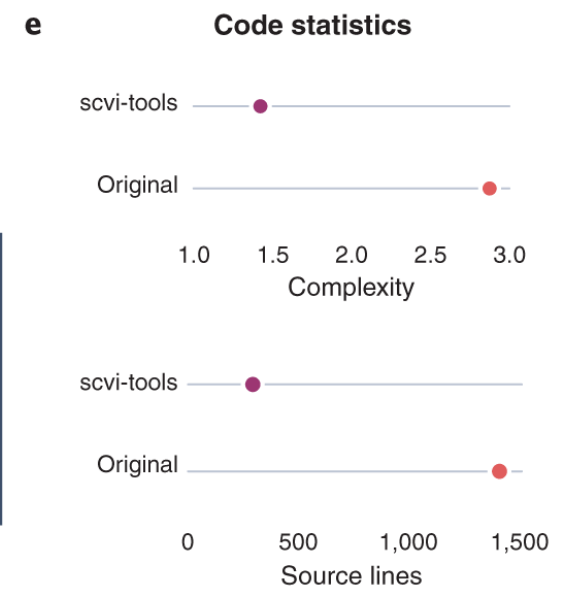 e Code statistics
scvi-tools
Original
1.0 1.5 2.0 2.5 3.0
Complexity
scvi-tools
Original
0 500 1,000 1,500
Source lines